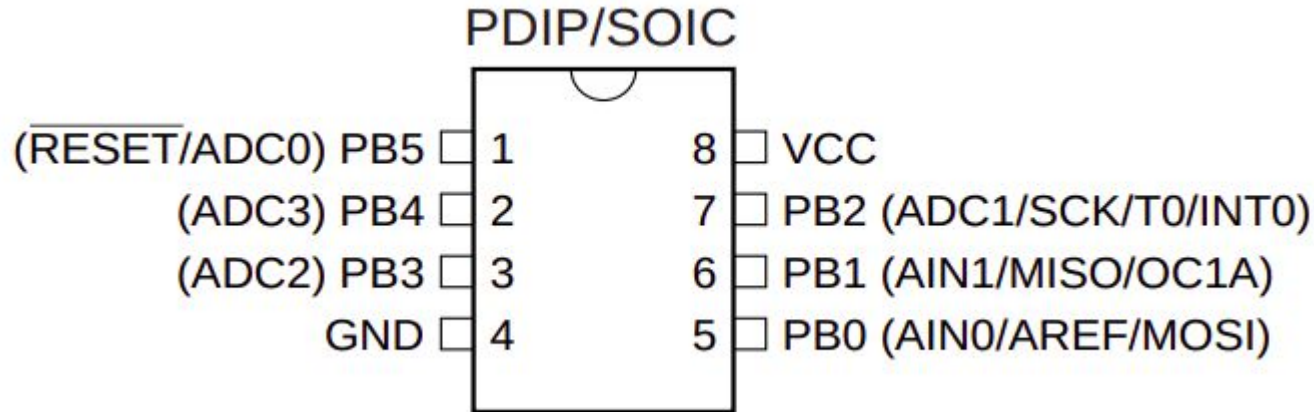 PDIP/SOIC
(RESET/ADC0) PB5 1 8 VCC
(ADC3) PB4 2 7 PB2 (ADC1/SCK/T0/INT0)
(ADC2) PB3 3 6 PB1 (AIN1/MISO/OC1A)
GND 4 5 PB0 (AIN0/AREF/MOSI)